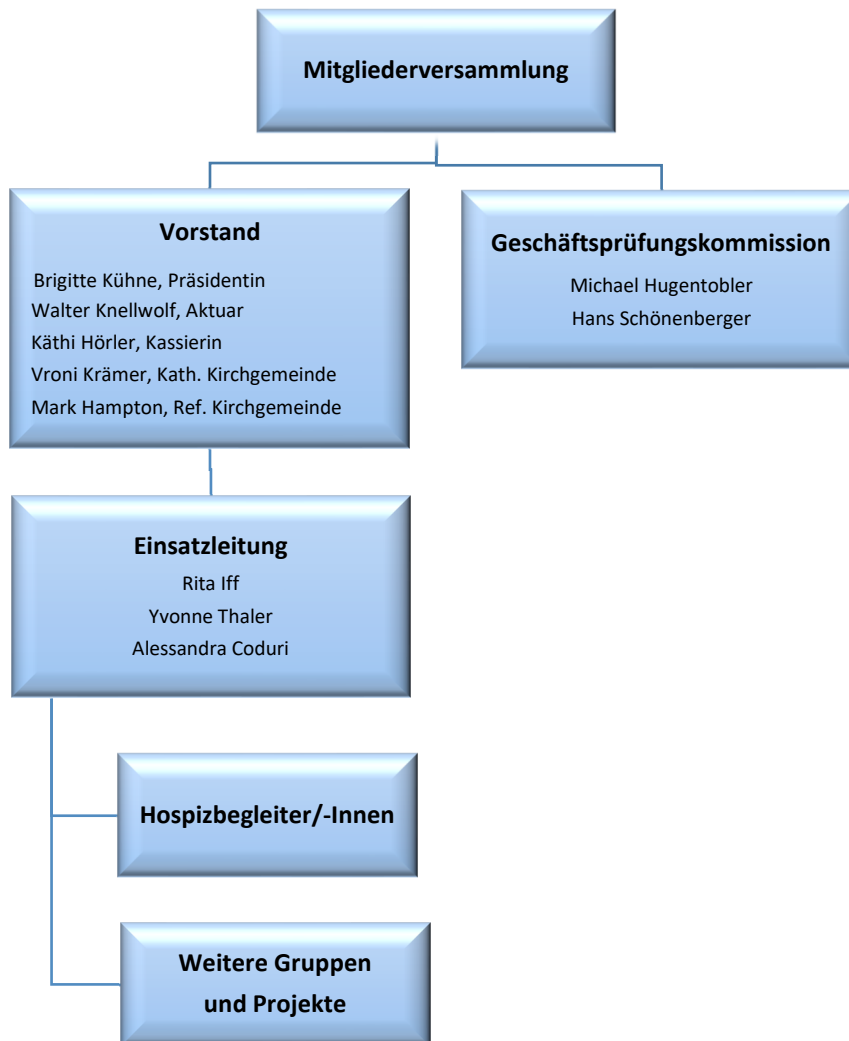 Mitgliederversammlung
Vorstand
Brigitte Kühne, Präsidentin
Walter Knellwolf, Aktuar
Käthi Hörler, Kassierin
Vroni Krämer, Kath. Kirchgemeinde
Mark Hampton, Ref. Kirchgemeinde
Geschäftsprüfungskommission
Michael Hugentobler
Hans Schönenberger
Einsatzleitung
Rita Iff
Yvonne Thaler
Alessandra Coduri
Hospizbegleiter/-Innen
Weitere Gruppen
und Projekte